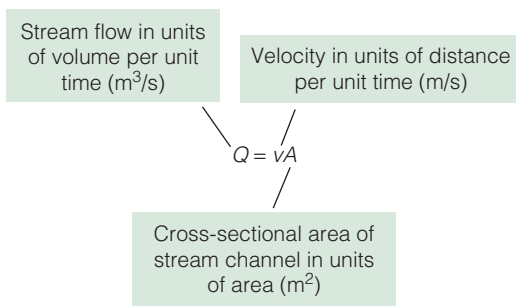 Stream flow in units
of volume per unit
time (m³/s)
Velocity in units of distance
per unit time (m/s)
Q = vA
Cross-sectional area of
stream channel in units
of area (m²)